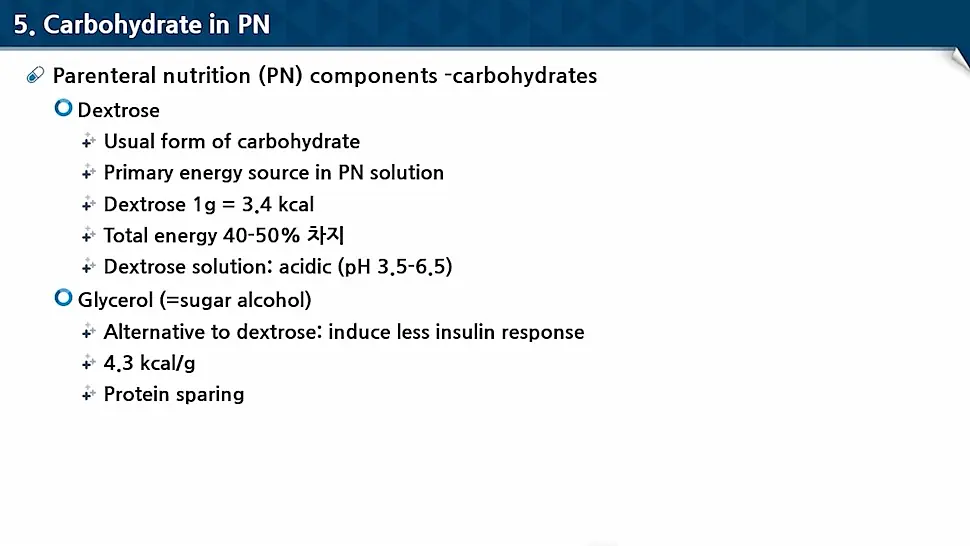 5. Carbohydrate in PN
Parenteral nutrition (PN) components -carbohydrates
Dextrose
Usual form of carbohydrate
Primary energy source in PN solution
Dextrose 1g = 3.4 kcal
Total energy 40-50% 차지
Dextrose solution: acidic (pH 3.5-6.5)
Glycerol (=sugar alcohol)
Alternative to dextrose: induce less insulin response
4.3 kcal/g
Protein sparing